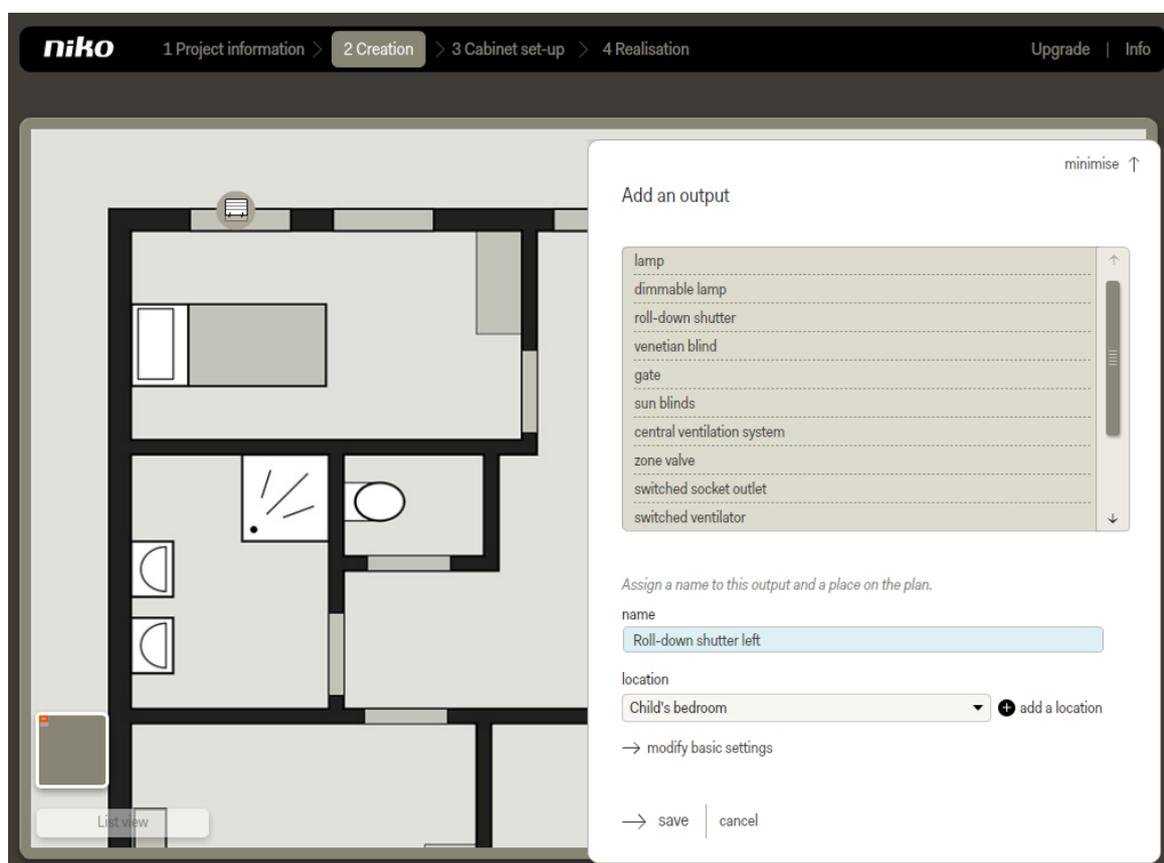 niko 1 Project information 2 Creation 3 Cabinet set-up 4 Realisation Upgrade | Info
minimise
Add an output
lamp
dimmable lamp
roll-down shutter
venetian blind
gate
sun blinds
central ventilation system
zone valve
switched socket outlet
switched ventilator
Assign a name to this output and a place on the plan.
name
Roll-down shutter left
location
Child's bedroom add a location
modify basic settings
save cancel
List view